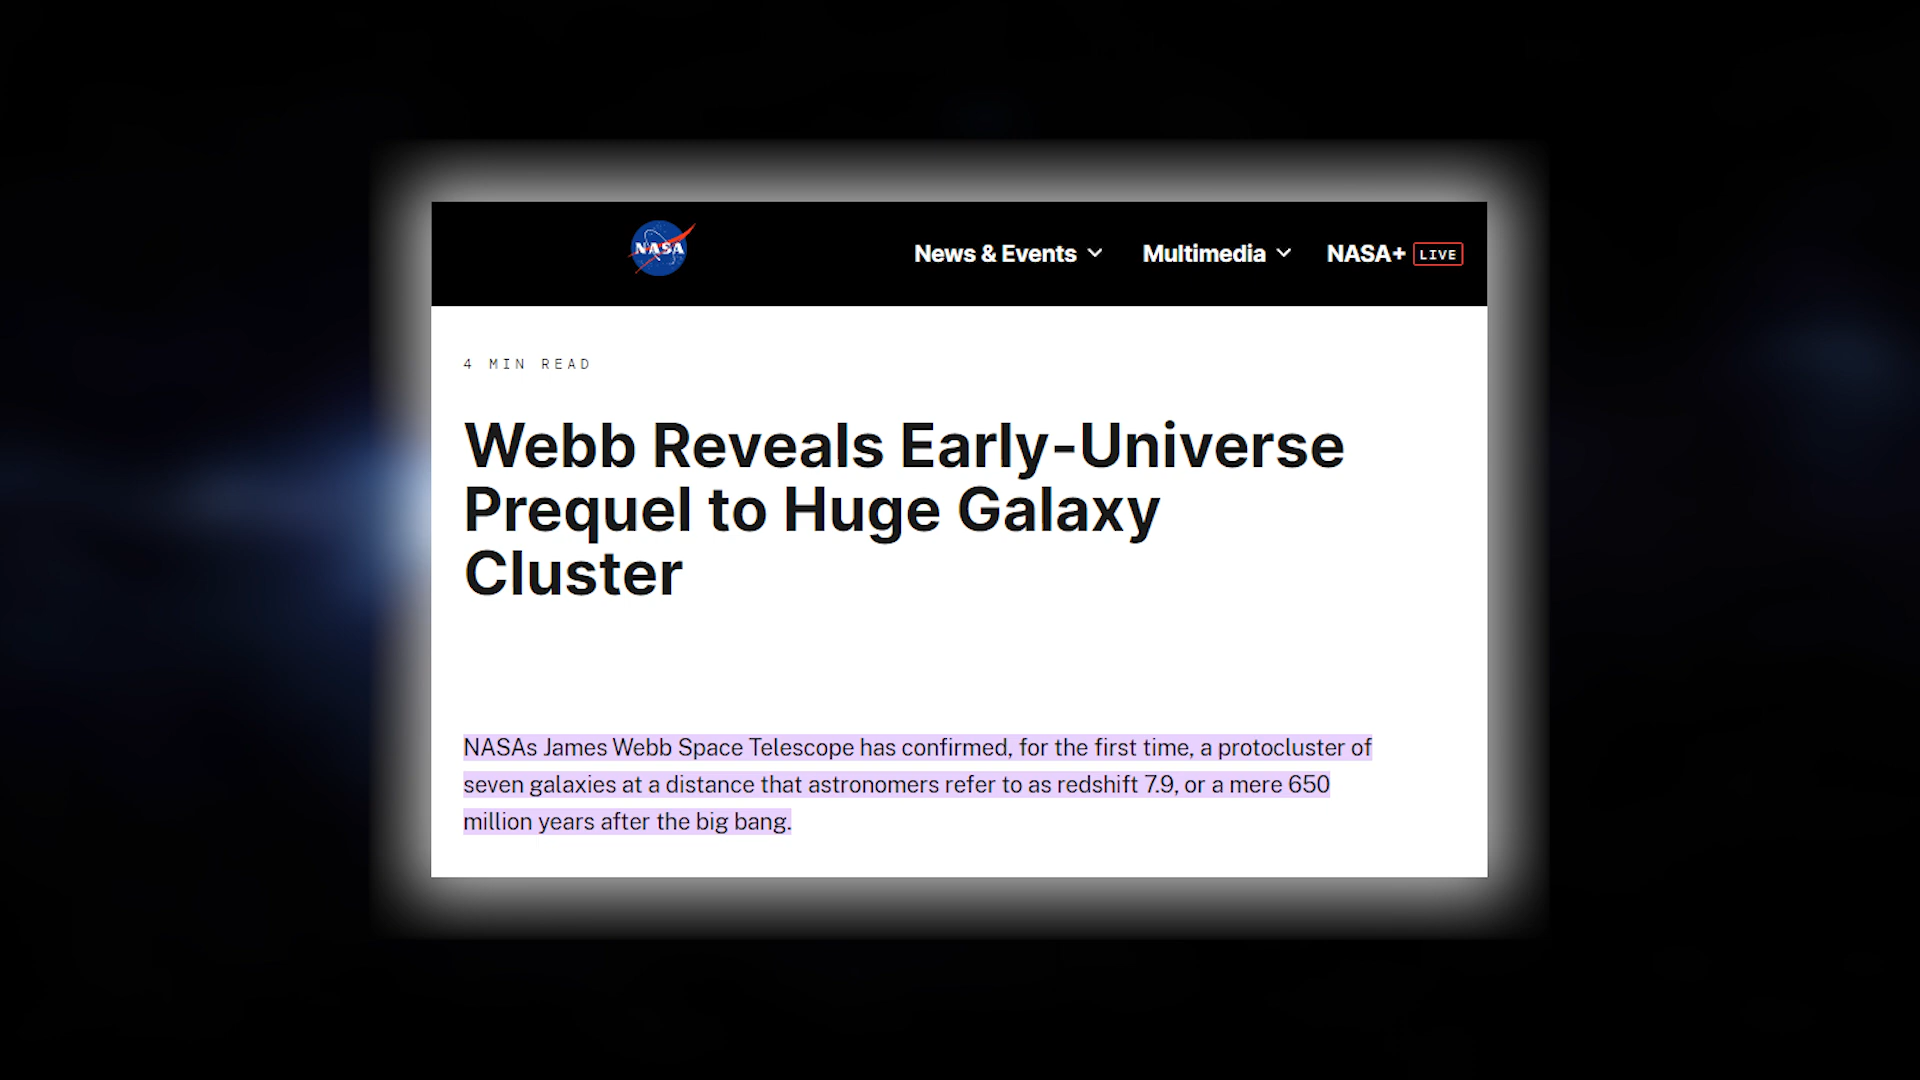 NASA
News & Events
Multimedia
NASA+ LIVE
4 MIN READ
Webb Reveals Early-Universe
Prequel to Huge Galaxy
Cluster
NASAs James Webb Space Telescope has confirmed, for the first time, a protocluster of
seven galaxies at a distance that astronomers refer to as redshift 7.9, or a mere 650
million years after the big bang.